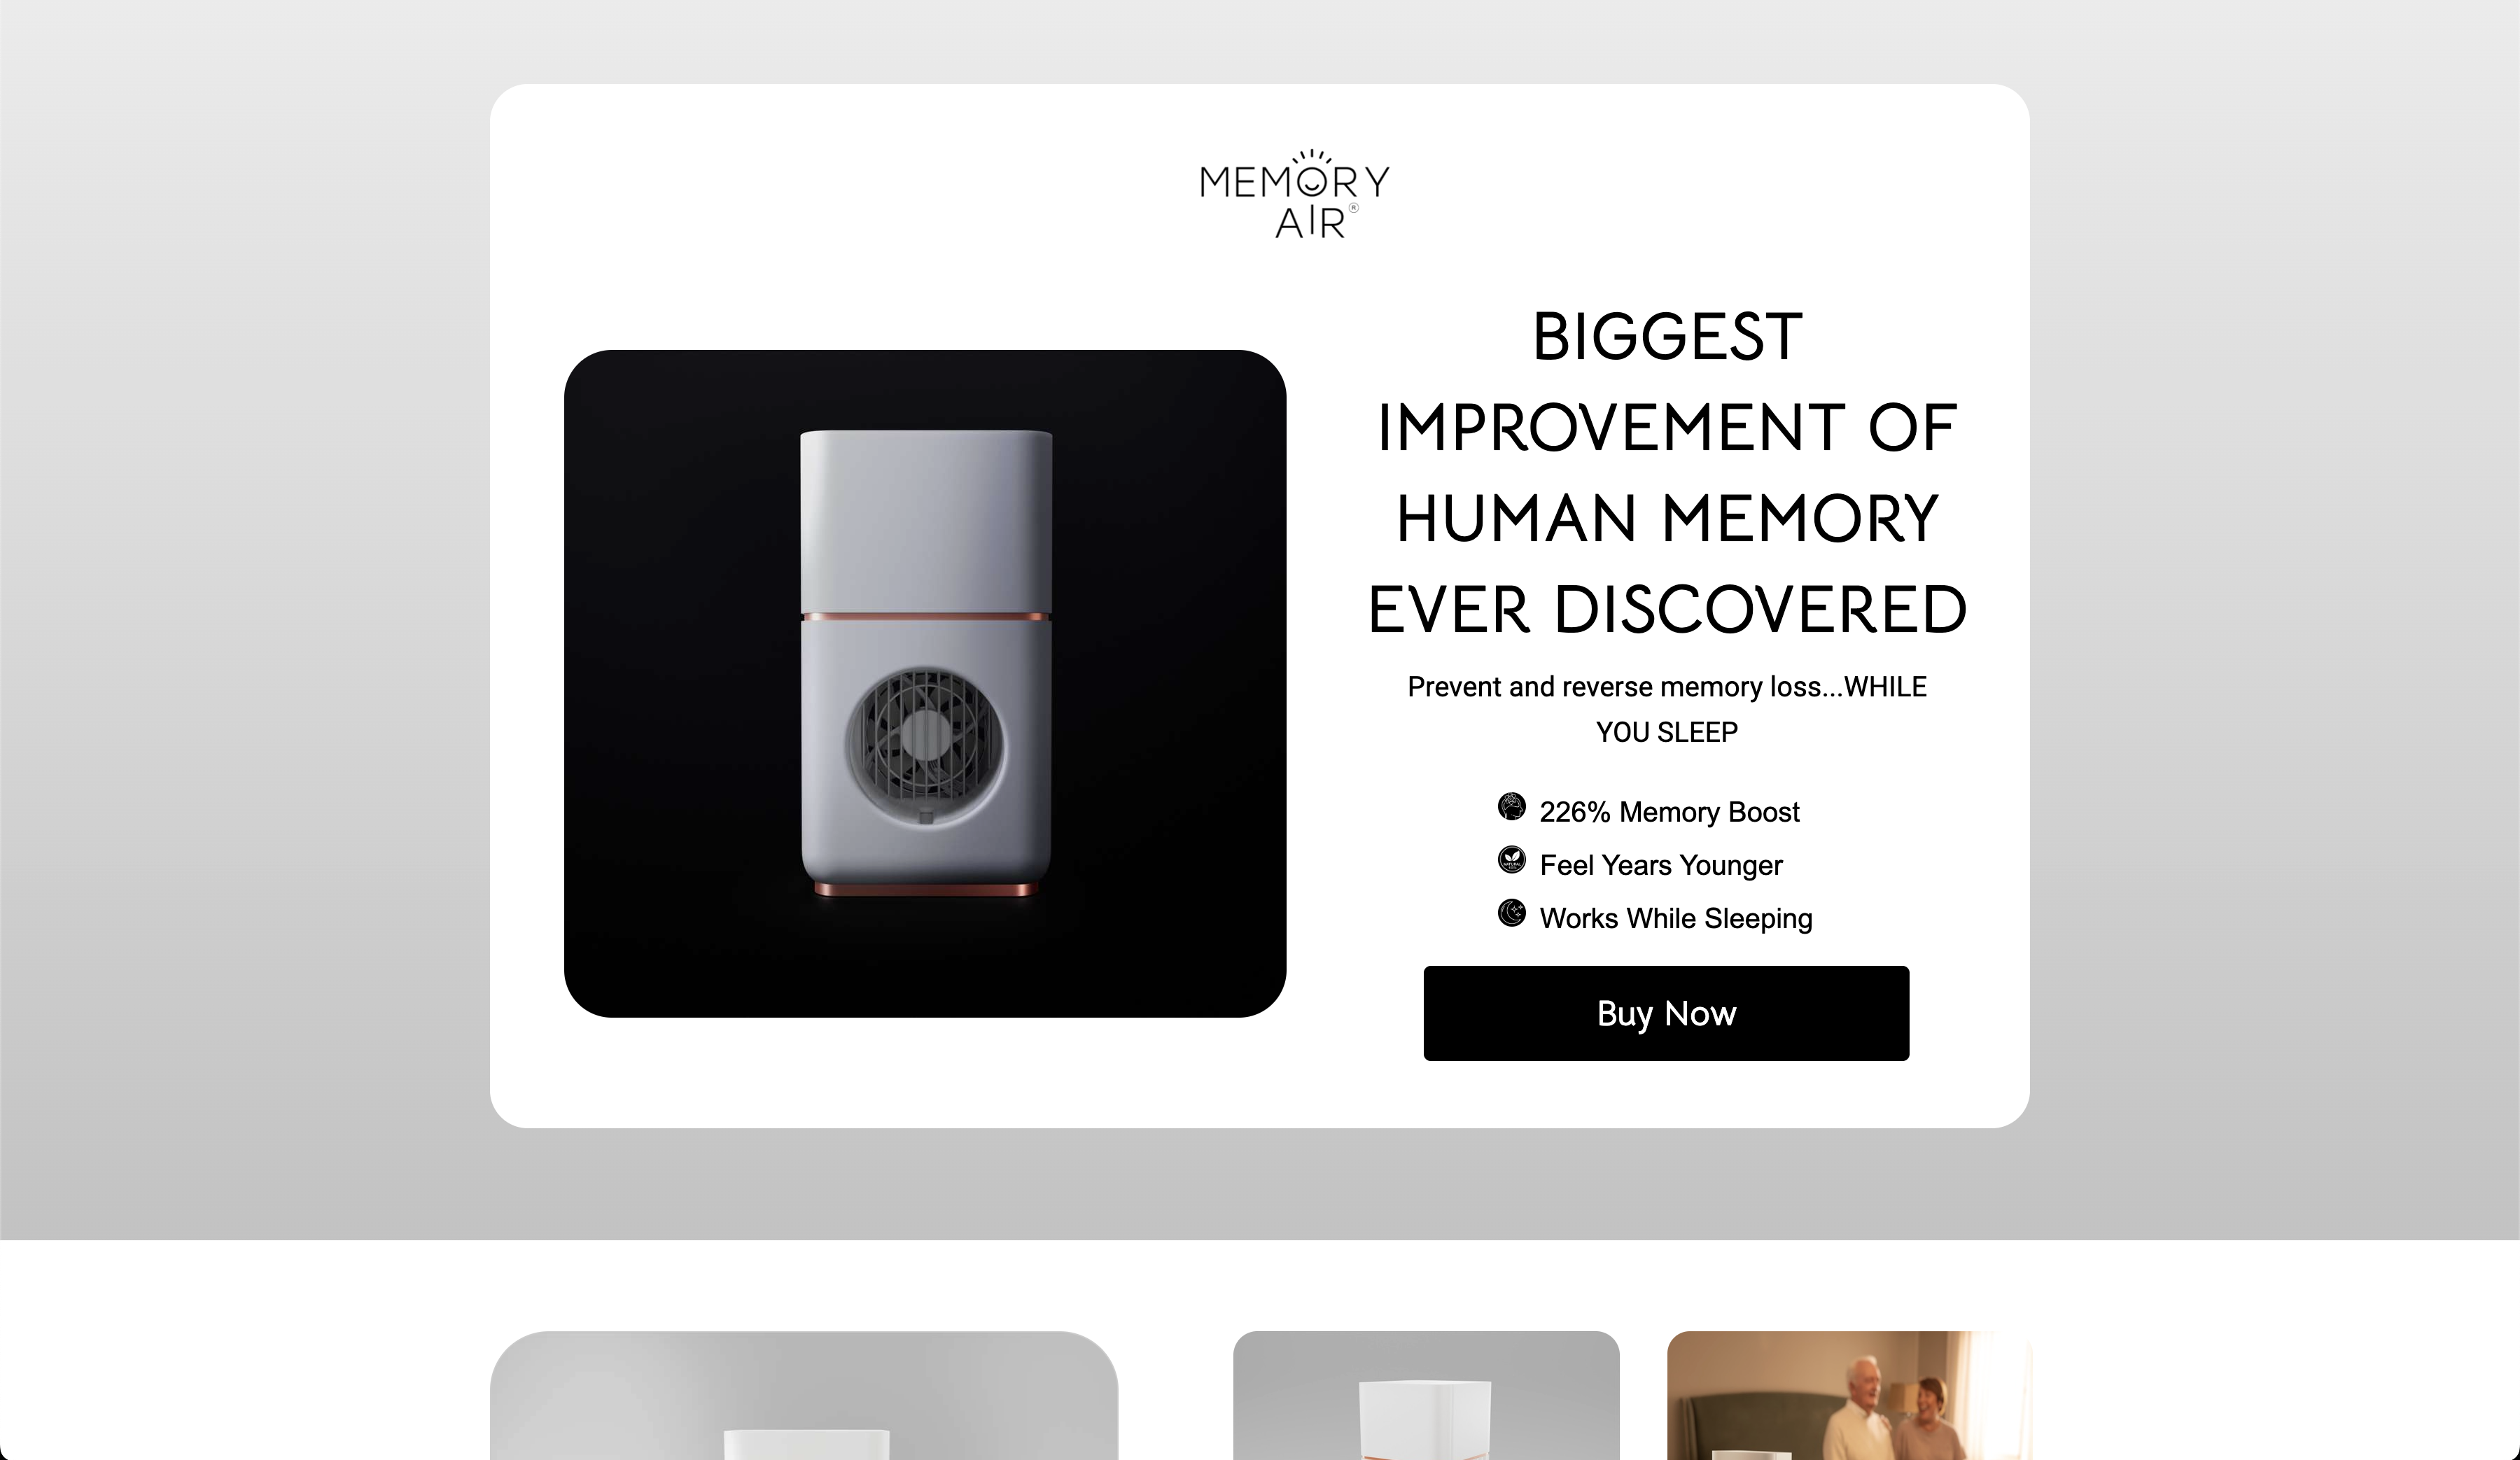 MEMORY
AIR®
BIGGEST
IMPROVEMENT OF
HUMAN MEMORY
EVER DISCOVERED
Prevent and reverse memory loss...WHILE
YOU SLEEP
226% Memory Boost
NATURAL
Feel Years Younger
Works While Sleeping
Buy Now